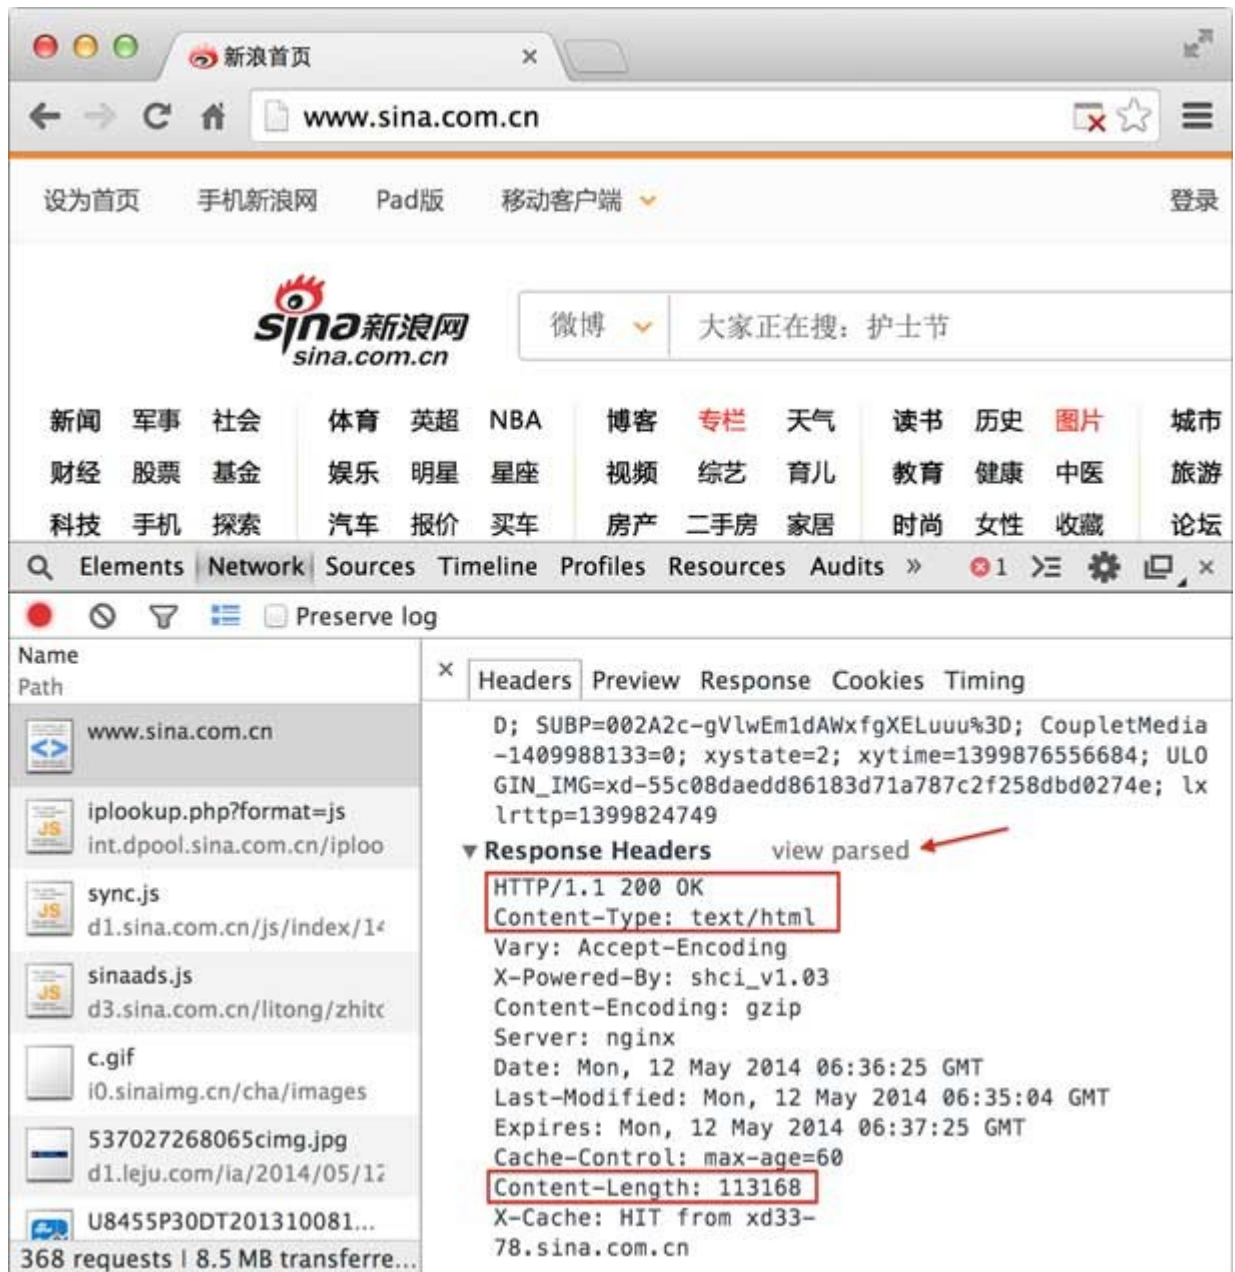 新浪首页
www.sina.com.cn
设为首页 手机新浪网 Pad版 移动客户端 登录
sina新浪网
sina.com.cn
微博 大家正在搜：护士节
新闻 军事 社会 体育 英超 NBA 博客 专栏 天气 读书 历史 图片 城市
财经 股票 基金 娱乐 明星 星座 视频 综艺 育儿 教育 健康 中医 旅游
科技 手机 探索 汽车 报价 买车 房产 二手房 家居 时尚 女性 收藏 论坛
Elements Network Sources Timeline Profiles Resources Audits » 1
Preserve log
Name
Path
www.sina.com.cn
iplookup.php?format=js
int.dpool.sina.com.cn/iploo
sync.js
d1.sina.com.cn/js/index/14
sinaads.js
d3.sina.com.cn/litong/zhitc
c.gif
i0.sinaimg.cn/cha/images
537027268065cimg.jpg
d1.leju.com/ia/2014/05/12
U8455P30DT201310081...
368 requests | 8.5 MB transferre...
× Headers Preview Response Cookies Timing
D; SUBP=002A2c-gVlwEm1dAWxfgXELuuu%3D; CoupletMedia
-1409988133=0; xystate=2; xytime=1399876556684; ULO
GIN_IMG=xd-55c08daedd86183d71a787c2f258dbd0274e; lx
lrttp=1399824749
Response Headers view parsed
HTTP/1.1 200 OK
Content-Type: text/html
Vary: Accept-Encoding
X-Powered-By: shci_v1.03
Content-Encoding: gzip
Server: nginx
Date: Mon, 12 May 2014 06:36:25 GMT
Last-Modified: Mon, 12 May 2014 06:35:04 GMT
Expires: Mon, 12 May 2014 06:37:25 GMT
Cache-Control: max-age=60
Content-Length: 113168
X-Cache: HIT from xd33-
78.sina.com.cn